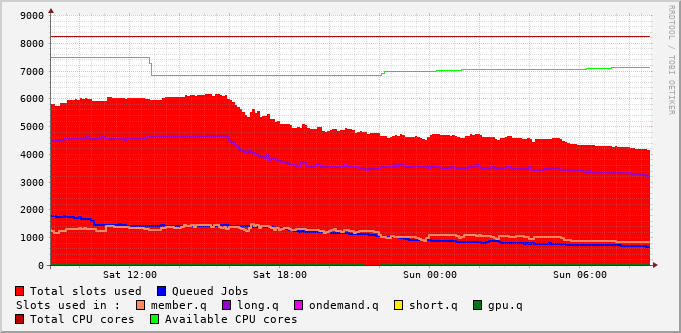 9000
8000
7000
6000
5000
4000
3000
2000
1000
0
Sat 12:00 Sat 18:00 Sun 00:00 Sun 06:00
RRDTOOL / TOBI OETIKER
Total slots used Queued Jobs
Slots used in : member.q long.q ondemand.q short.q gpu.q
Total CPU cores Available CPU cores